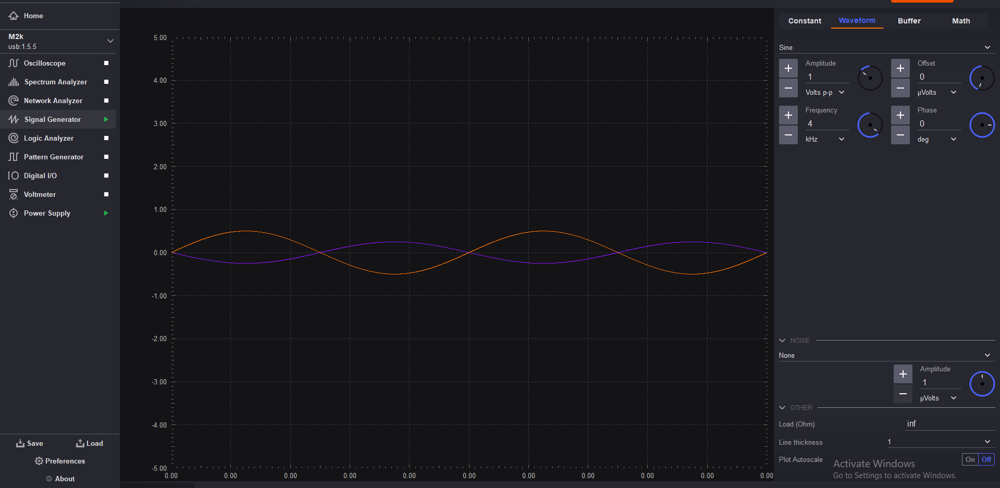 Home
M2k
usb:1.5.5
Oscilloscope
Spectrum Analyzer
Network Analyzer
Signal Generator
Logic Analyzer
Pattern Generator
Digital I/O
Voltmeter
Power Supply
Save Load
Preferences
About
5.00
4.00
3.00
2.00
1.00
0.00
-1.00
-2.00
-3.00
-4.00
-5.00
0.00 0.00 0.00 0.00 0.00 0.00 0.00 0.00 0.00 0.00 0.00
Constant Waveform Buffer Math
Sine
+ Amplitude + Offset
1 0
- Volts p-p - µVolts
+ Frequency + Phase
4 0
- kHz - deg
NOISE
None
+ Amplitude
1
- µVolts
OTHER
Load (Ohm) inf
Line thickness 1
Plot Autoscale On Off
Activate Windows
Go to Settings to activate Windows.